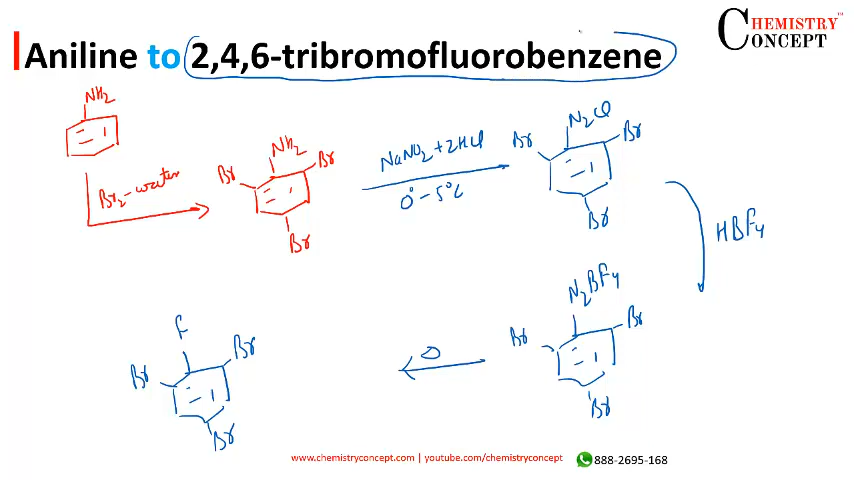 CHEMISTRY CONCEPT
Aniline to 2,4,6-tribromofluorobenzene
NH2
Br2-water
NH2
Br
Br
Br
NaNO2 + 2HCl
0° - 5°C
N2Cl
Br
Br
Br
HBF4
N2BF4
Br
Br
Br
Δ
F
Br
Br
Br
www.chemistryconcept.com | youtube.com/chemistryconcept 888-2695-168